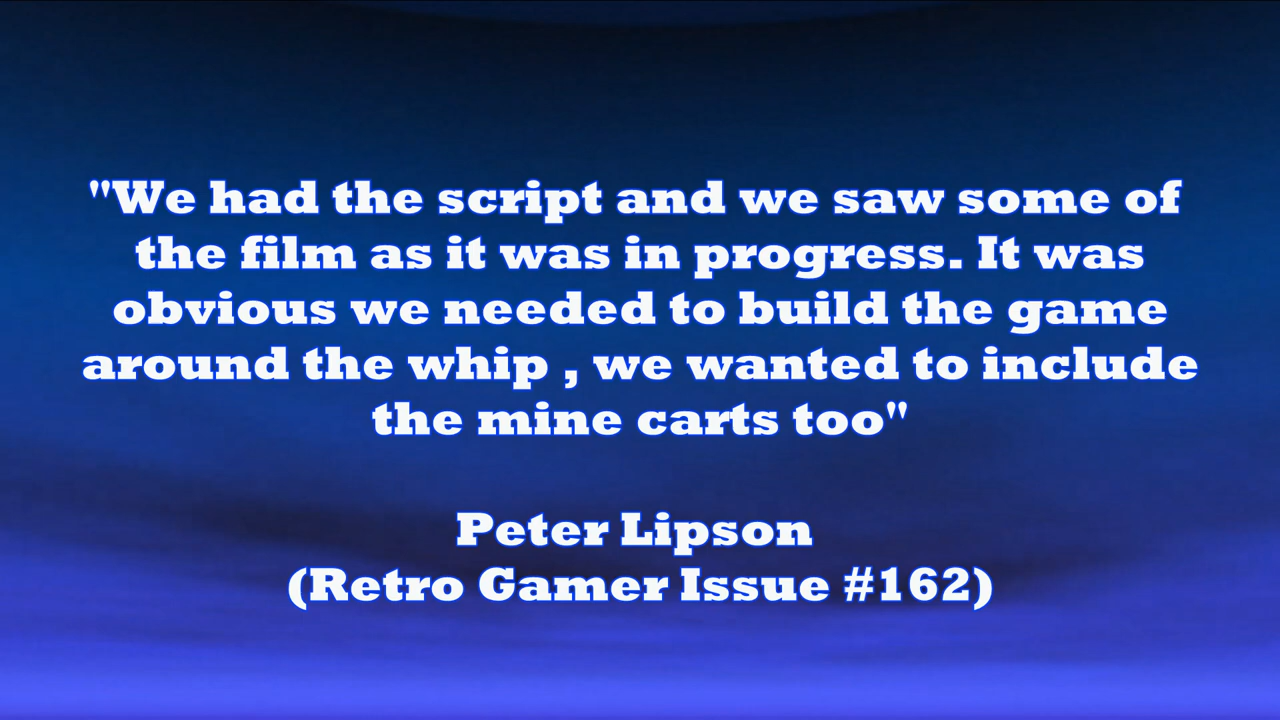 "We had the script and we saw some of
the film as it was in progress. It was
obvious we needed to build the game
around the whip , we wanted to include
the mine carts too"
Peter Lipson
(Retro Gamer Issue #162)